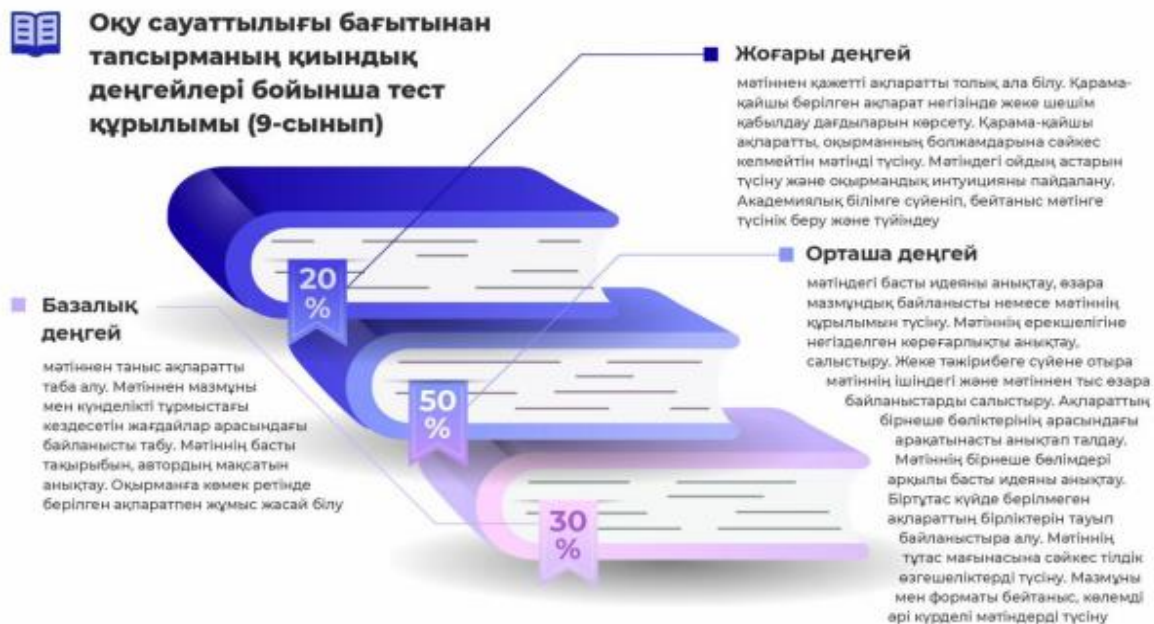 Оқу сауаттылығы бағытынан
тапсырманың қиындық
деңгейлері бойынша тест
құрылымы (9-сынып)
Жоғары деңгей
мәтіннен қажетті ақпаратты толық ала білу. Қарама-
қайшы берілген ақпарат негізінде жеке шешім
қабылдау дағдыларын көрсету. Қарама-қайшы
ақпаратты, оқырманның болжамдарына сәйкес
келмейтін мәтінді түсіну. Мәтіндегі ойдың астарын
түсіну және оқырмандық интуицияны пайдалану.
Академиялық білімге сүйеніп, бейтаныс мәтінге
түсінік беру және түйіндеу
20
%
Орташа деңгей
мәтіндегі басты идеяны анықтау, өзара
мазмұндық байланысты немесе мәтіннің
құрылымын түсіну. Мәтіннің ерекшелігіне
негізделген кереғарлықты анықтау,
салыстыру. Жеке тәжірибеге сүйене отыра
мәтіннің ішіндегі және мәтіннен тыс өзара
байланыстарды салыстыру. Ақпараттың
бірнеше бөліктерінің арасындағы
арақатынасты анықтап талдау.
Мәтіннің бірнеше бөлімдері
арқылы басты идеяны анықтау.
Біртұтас күйде берілмеген
ақпараттың бірліктерін тауып
байланыстыра алу. Мәтіннің
тұтас мағынасына сәйкес тілдік
өзгешеліктерді түсіну. Мазмұны
мен форматы бейтаныс, көлемді
әрі күрделі мәтіндерді түсіну
50
%
Базалық
деңгей
мәтіннен таныс ақпаратты
таба алу. Мәтіннен мазмұны
мен күнделікті тұрмыстағы
кездесетін жағдайлар арасындағы
байланысты табу. Мәтіннің басты
тақырыбын, автордың мақсатын
анықтау. Оқырманға көмек ретінде
берілген ақпаратпен жұмыс жасай білу
30
%